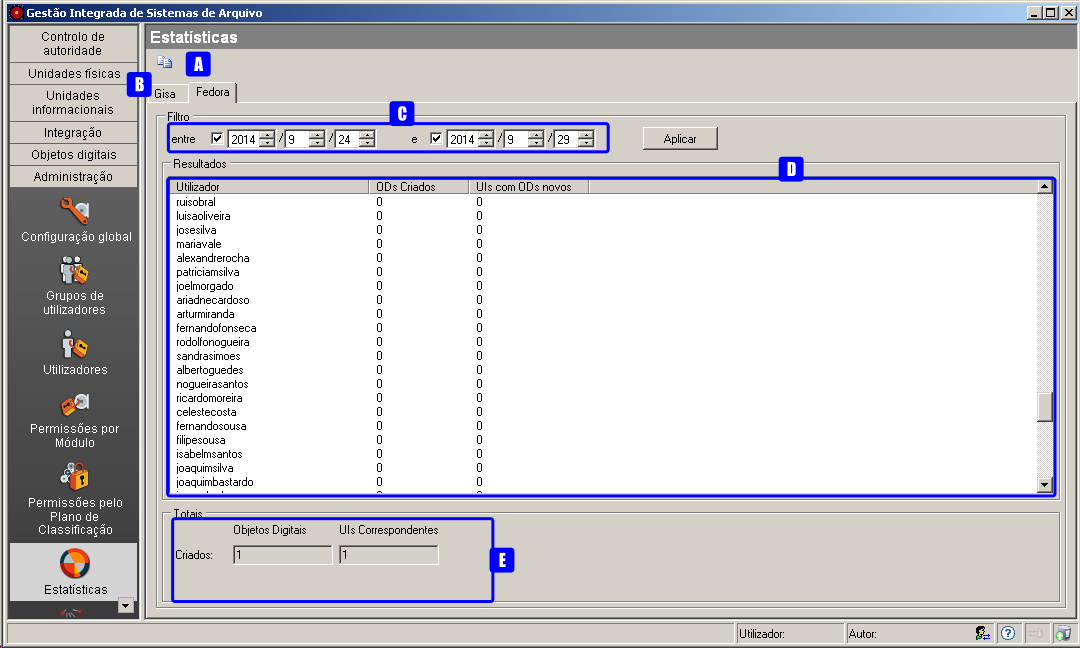 Gestão Integrada de Sistemas de Arquivo
Controlo de
autoridade
Unidades físicas
Unidades
informacionais
Integração
Objetos digitais
Administração
Configuração global
Grupos de
utilizadores
Utilizadores
Permissões por
Módulo
Permissões pelo
Plano de
Classificação
Estatísticas
Estatísticas
A
B
Gisa Fedora
C
Filtro
entre 2014 / 9 / 24 e 2014 / 9 / 29 Aplicar
Resultados
D
Utilizador ODs Criados UIs com ODs novos
ruisobral 0 0
luisaoliveira 0 0
josesilva 0 0
mariavale 0 0
alexandrerocha 0 0
patriciamsilva 0 0
joelmorgado 0 0
ariadnecardoso 0 0
arturmiranda 0 0
fernandofonseca 0 0
rodolfonogueira 0 0
sandrasimoes 0 0
albertoguedes 0 0
nogueirasantos 0 0
ricardomoreira 0 0
celestecosta 0 0
fernandosousa 0 0
filipesousa 0 0
isabelmsantos 0 0
joaquimsilva 0 0
joaquimbastardo 0 0
Totais
Objetos Digitais UIs Correspondentes
Criados: 1 1
E
Utilizador: Autor: